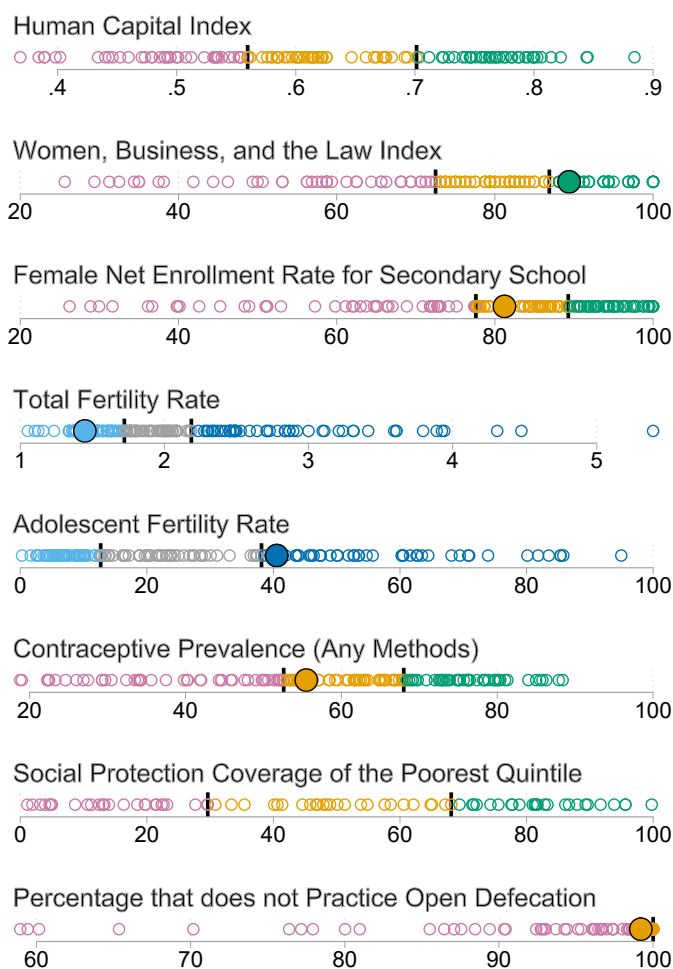 Human Capital Index
.4 .5 .6 .7 .8 .9
Women, Business, and the Law Index
20 40 60 80 100
Female Net Enrollment Rate for Secondary School
20 40 60 80 100
Total Fertility Rate
1 2 3 4 5
Adolescent Fertility Rate
0 20 40 60 80 100
Contraceptive Prevalence (Any Methods)
20 40 60 80 100
Social Protection Coverage of the Poorest Quintile
0 20 40 60 80 100
Percentage that does not Practice Open Defecation
60 70 80 90 100